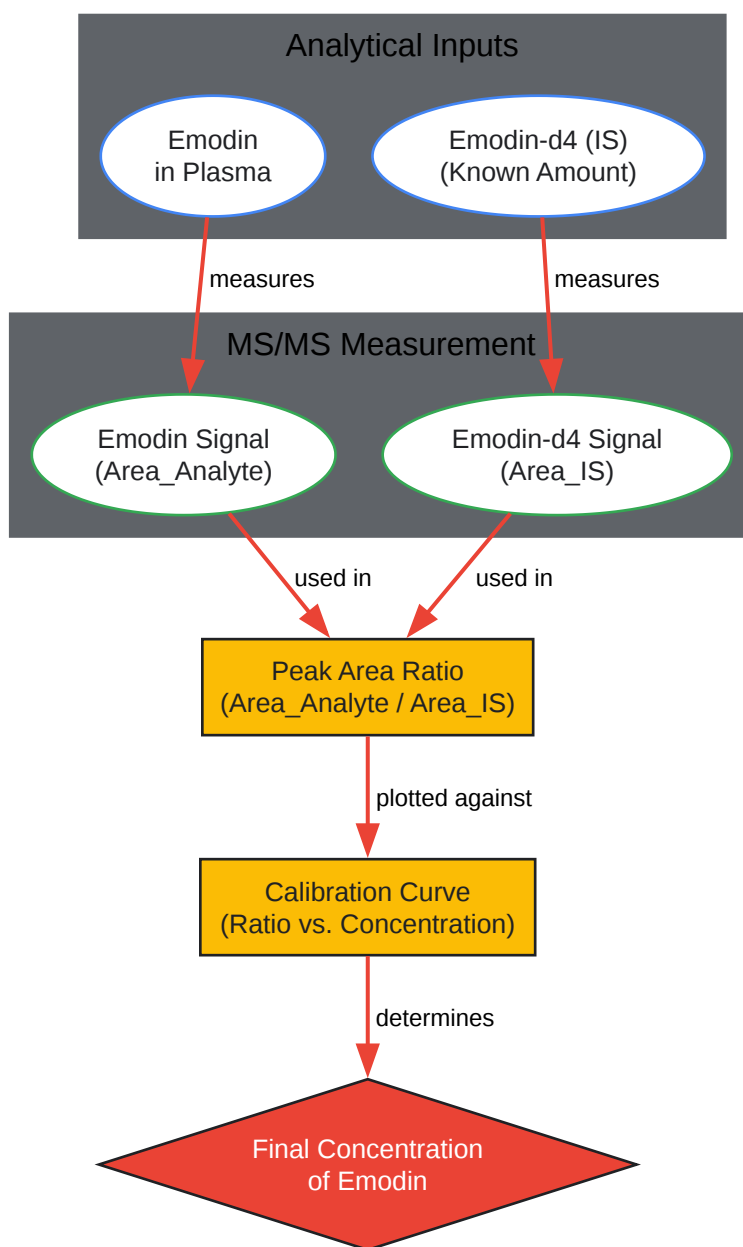 Analytical Inputs
Emodin
in Plasma
Emodin-d4 (IS)
(Known Amount)
measures
measures
MS/MS Measurement
Emodin Signal
(Area_Analyte)
Emodin-d4 Signal
(Area_IS)
used in
used in
Peak Area Ratio
(Area_Analyte / Area_IS)
plotted against
Calibration Curve
(Ratio vs. Concentration)
determines
Final Concentration
of Emodin